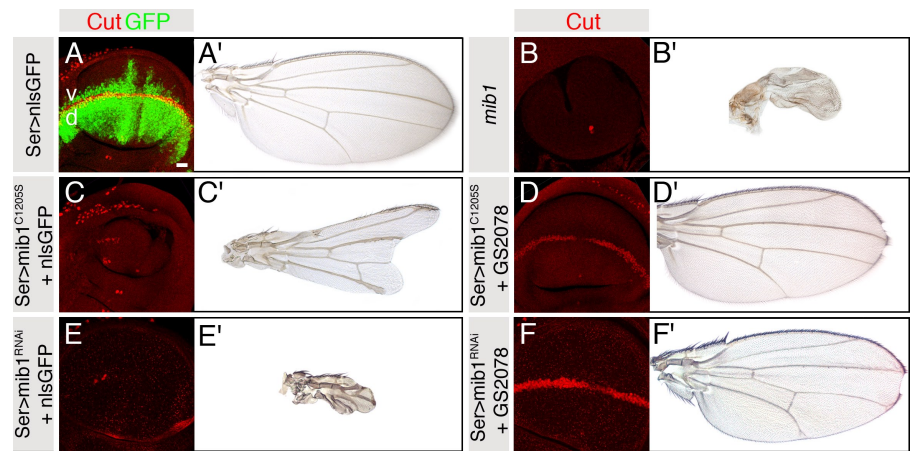 Cut GFP
Cut
Ser>nlsGFP
A
v
d
A'
mib1
B
B'
Ser>mib1C1205S
+ nlsGFP
C
C'
Ser>mib1C1205S
+ GS2078
D
D'
Ser>mib1RNAi
+ nlsGFP
E
E'
Ser>mib1RNAi
+ GS2078
F
F'